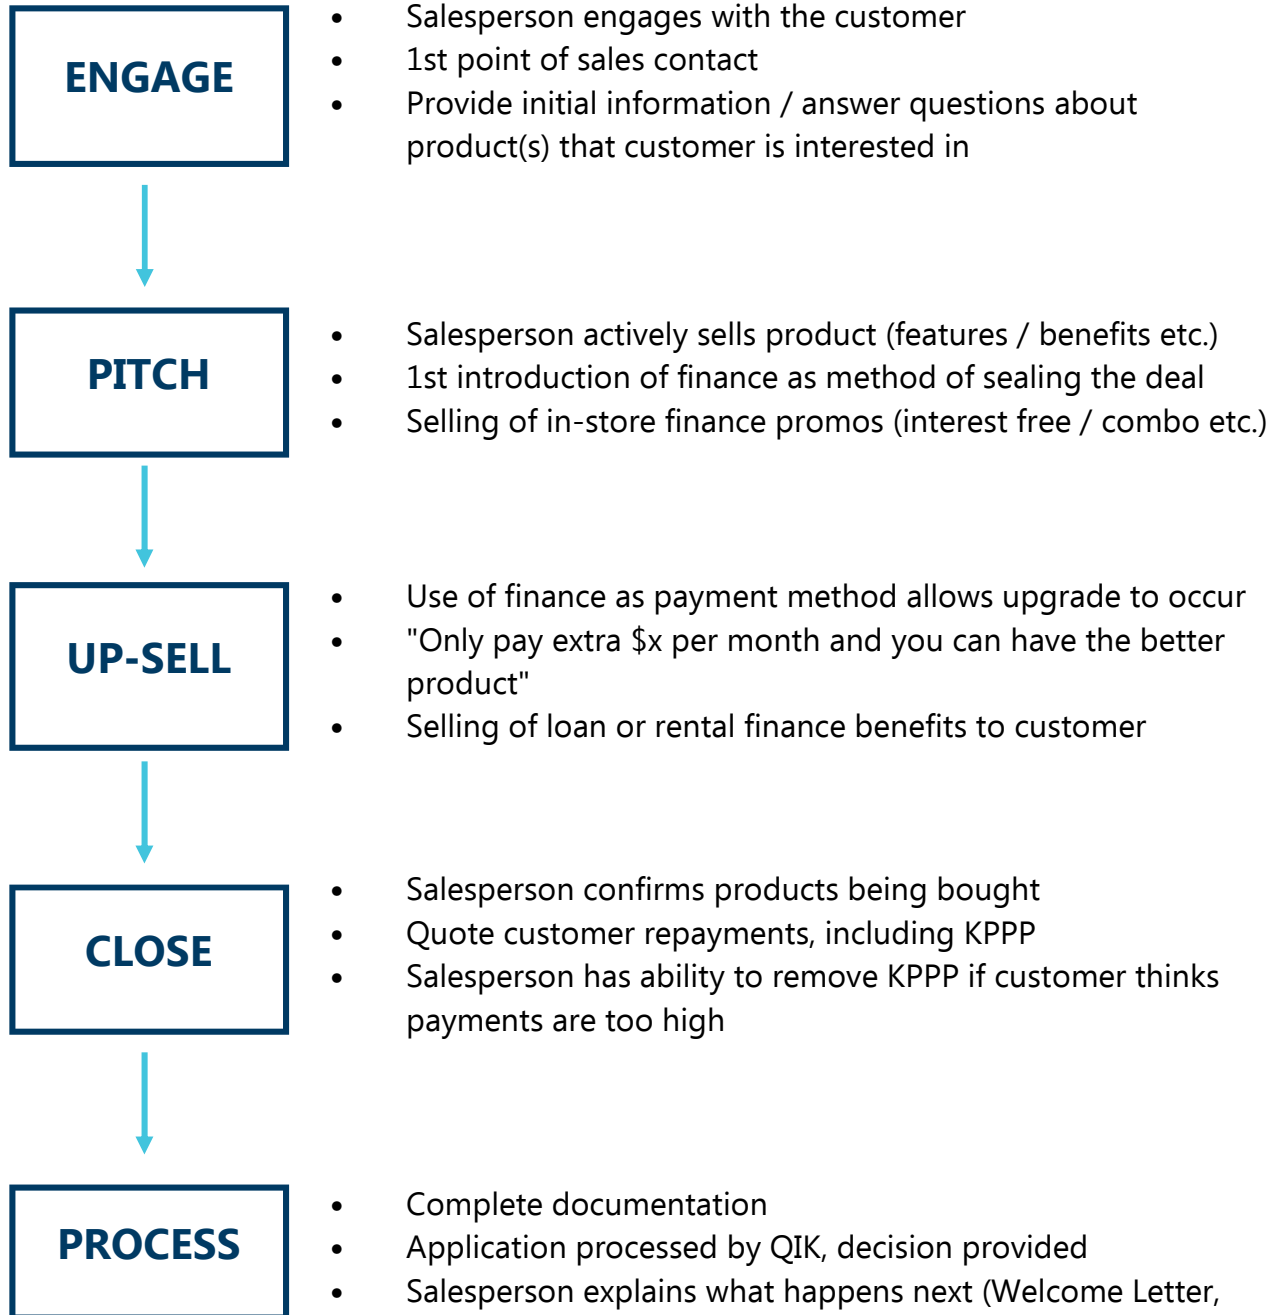 ENGAGE
• Salesperson engages with the customer
• 1st point of sales contact
• Provide initial information / answer questions about
product(s) that customer is interested in
PITCH
• Salesperson actively sells product (features / benefits etc.)
• 1st introduction of finance as method of sealing the deal
• Selling of in-store finance promos (interest free / combo etc.)
UP-SELL
• Use of finance as payment method allows upgrade to occur
• "Only pay extra $x per month and you can have the better
product"
• Selling of loan or rental finance benefits to customer
CLOSE
• Salesperson confirms products being bought
• Quote customer repayments, including KPPP
• Salesperson has ability to remove KPPP if customer thinks
payments are too high
PROCESS
• Complete documentation
• Application processed by QIK, decision provided
• Salesperson explains what happens next (Welcome Letter,